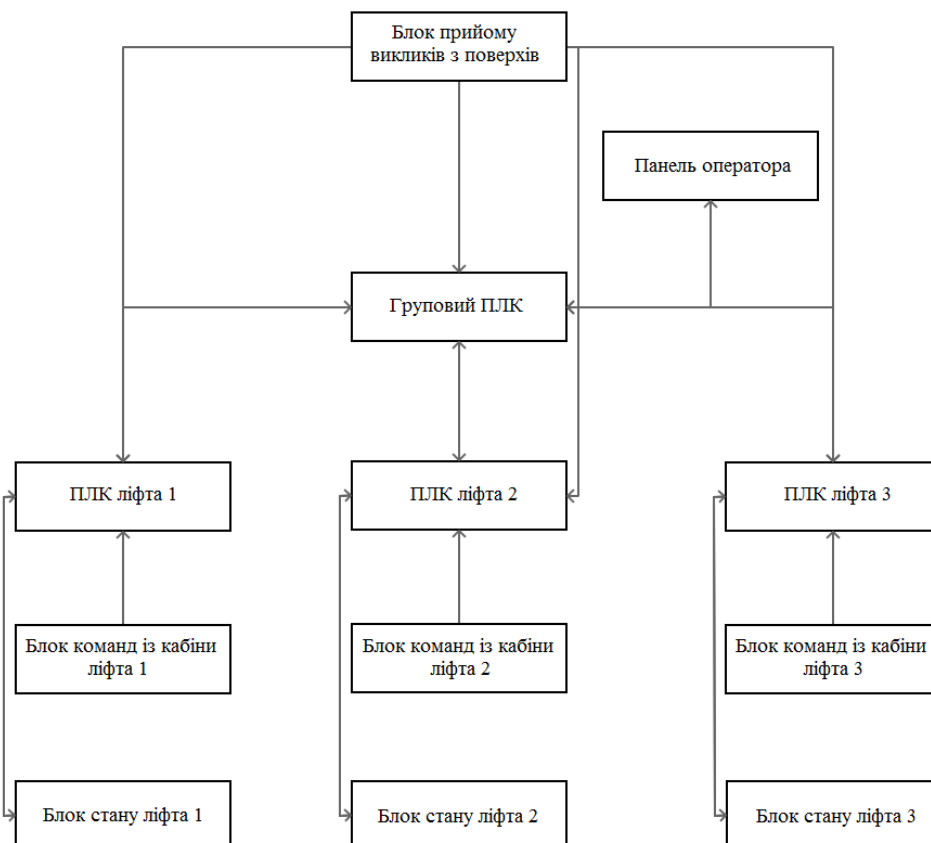 Блок прийому
викликів з поверхів
Панель оператора
Груповий ПЛК
ПЛК ліфта 1
ПЛК ліфта 2
ПЛК ліфта 3
Блок команд із кабіни
ліфта 1
Блок команд із кабіни
ліфта 2
Блок команд із кабіни
ліфта 3
Блок стану ліфта 1
Блок стану ліфта 2
Блок стану ліфта 3